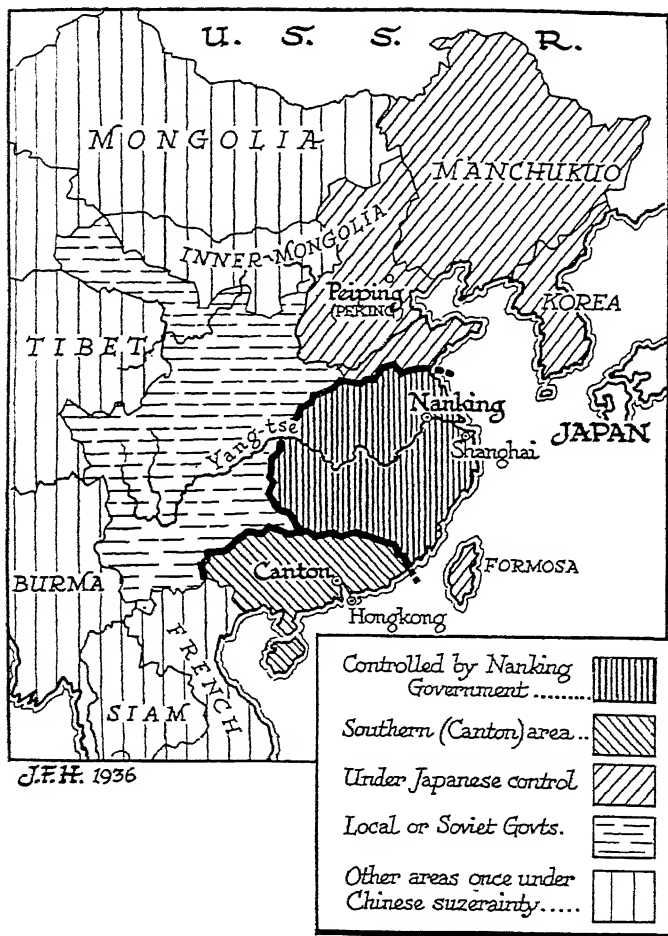 U. S. S. R.
MONGOLIA
MANCHUKUO
INNER-MONGOLIA
Peiping
(PEKING)
KOREA
TIBET
Nanking
JAPAN
Yang-tse
Shanghai
Canton
FORMOSA
BURMA
Hongkong
FRENCH
SIAM
J.F.H. 1936
Controlled by Nanking
Government ..........
Southern (Canton) area ..
Under Japanese control
Local or Soviet Govts.
Other areas once under
Chinese suzerainty .....